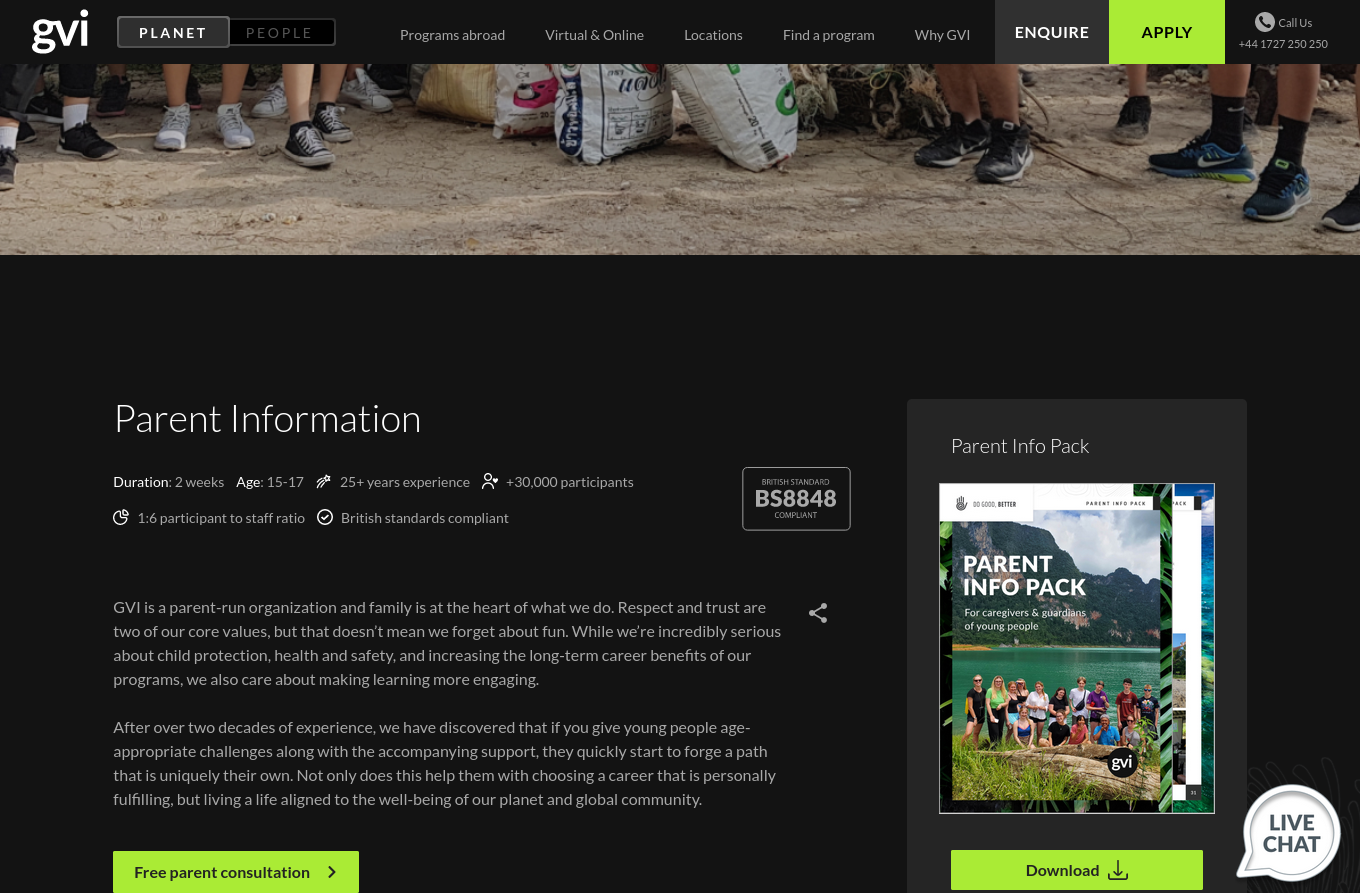 gvi
PLANET
PEOPLE
Programs abroad
Virtual & Online
Locations
Find a program
Why GVI
ENQUIRE
APPLY
Call Us
+44 1727 250 250
Parent Information
Duration: 2 weeks
Age: 15-17
25+ years experience
+30,000 participants
1:6 participant to staff ratio
British standards compliant
BRITISH STANDARD
BS8848
COMPLIANT
GVI is a parent-run organization and family is at the heart of what we do. Respect and trust are
two of our core values, but that doesn’t mean we forget about fun. While we’re incredibly serious
about child protection, health and safety, and increasing the long-term career benefits of our
programs, we also care about making learning more engaging.
After over two decades of experience, we have discovered that if you give young people age-
appropriate challenges along with the accompanying support, they quickly start to forge a path
that is uniquely their own. Not only does this help them with choosing a career that is personally
fulfilling, but living a life aligned to the well-being of our planet and global community.
Free parent consultation
Parent Info Pack
DO GOOD, BETTER
PARENT INFO PACK
PACK
PARENT
INFO PACK
For caregivers & guardians
of young people
gvi
31
Download
LIVE
CHAT